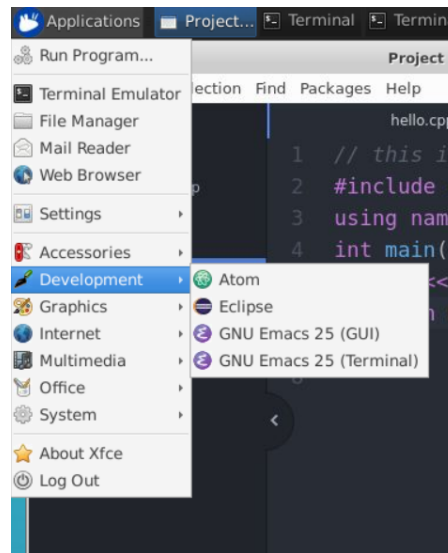 Applications Project... Terminal Termin
Run Program... Project
Terminal Emulator lection Find Packages Help
File Manager hello.cpp
Mail Reader 1 // this i
Web Browser p 2 #include
Settings 3 using nam
Accessories 4 int main(
Development Atom <<
Graphics Eclipse n
Internet GNU Emacs 25 (GUI)
Multimedia GNU Emacs 25 (Terminal)
Office
System
About Xfce
Log Out